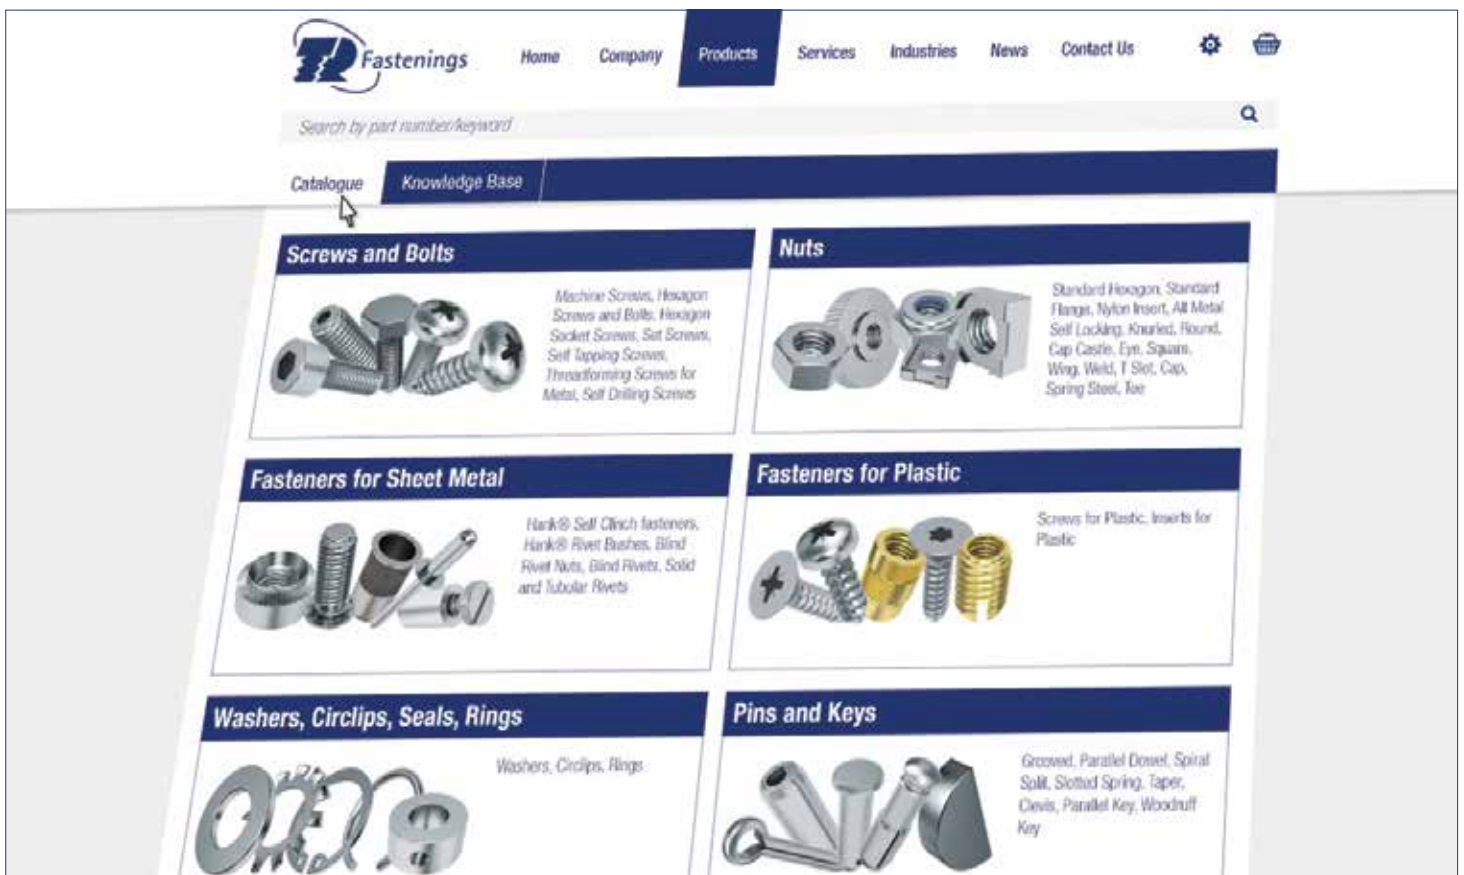 TR Fastenings
Home
Company
Products
Services
Industries
News
Contact Us
Search by part number/keyword
Catalogue
Knowledge Base
Screws and Bolts
Machine Screws, Hexagon
Screws and Bolts, Hexagon
Socket Screws, Set Screws,
Self Tapping Screws,
Threadforming Screws for
Metal, Self Drilling Screws
Nuts
Standard Hexagon, Standard
Flange, Nylon Insert, All Metal
Self Locking, Knurled, Round,
Cap Castle, Eye, Square,
Wing, Weld, T Slot, Cap,
Spring Steel, Tee
Fasteners for Sheet Metal
Hank® Self Clinch fasteners,
Hank® Rivet Bushes, Blind
Rivet Nuts, Blind Rivets, Solid
and Tubular Rivets
Fasteners for Plastic
Screws for Plastic, Inserts for
Plastic
Washers, Circlips, Seals, Rings
Washers, Circlips, Rings
Pins and Keys
Grooved, Parallel Dowel, Spiral
Split, Slotted Spring, Taper,
Clevis, Parallel Key, Woodruff
Key